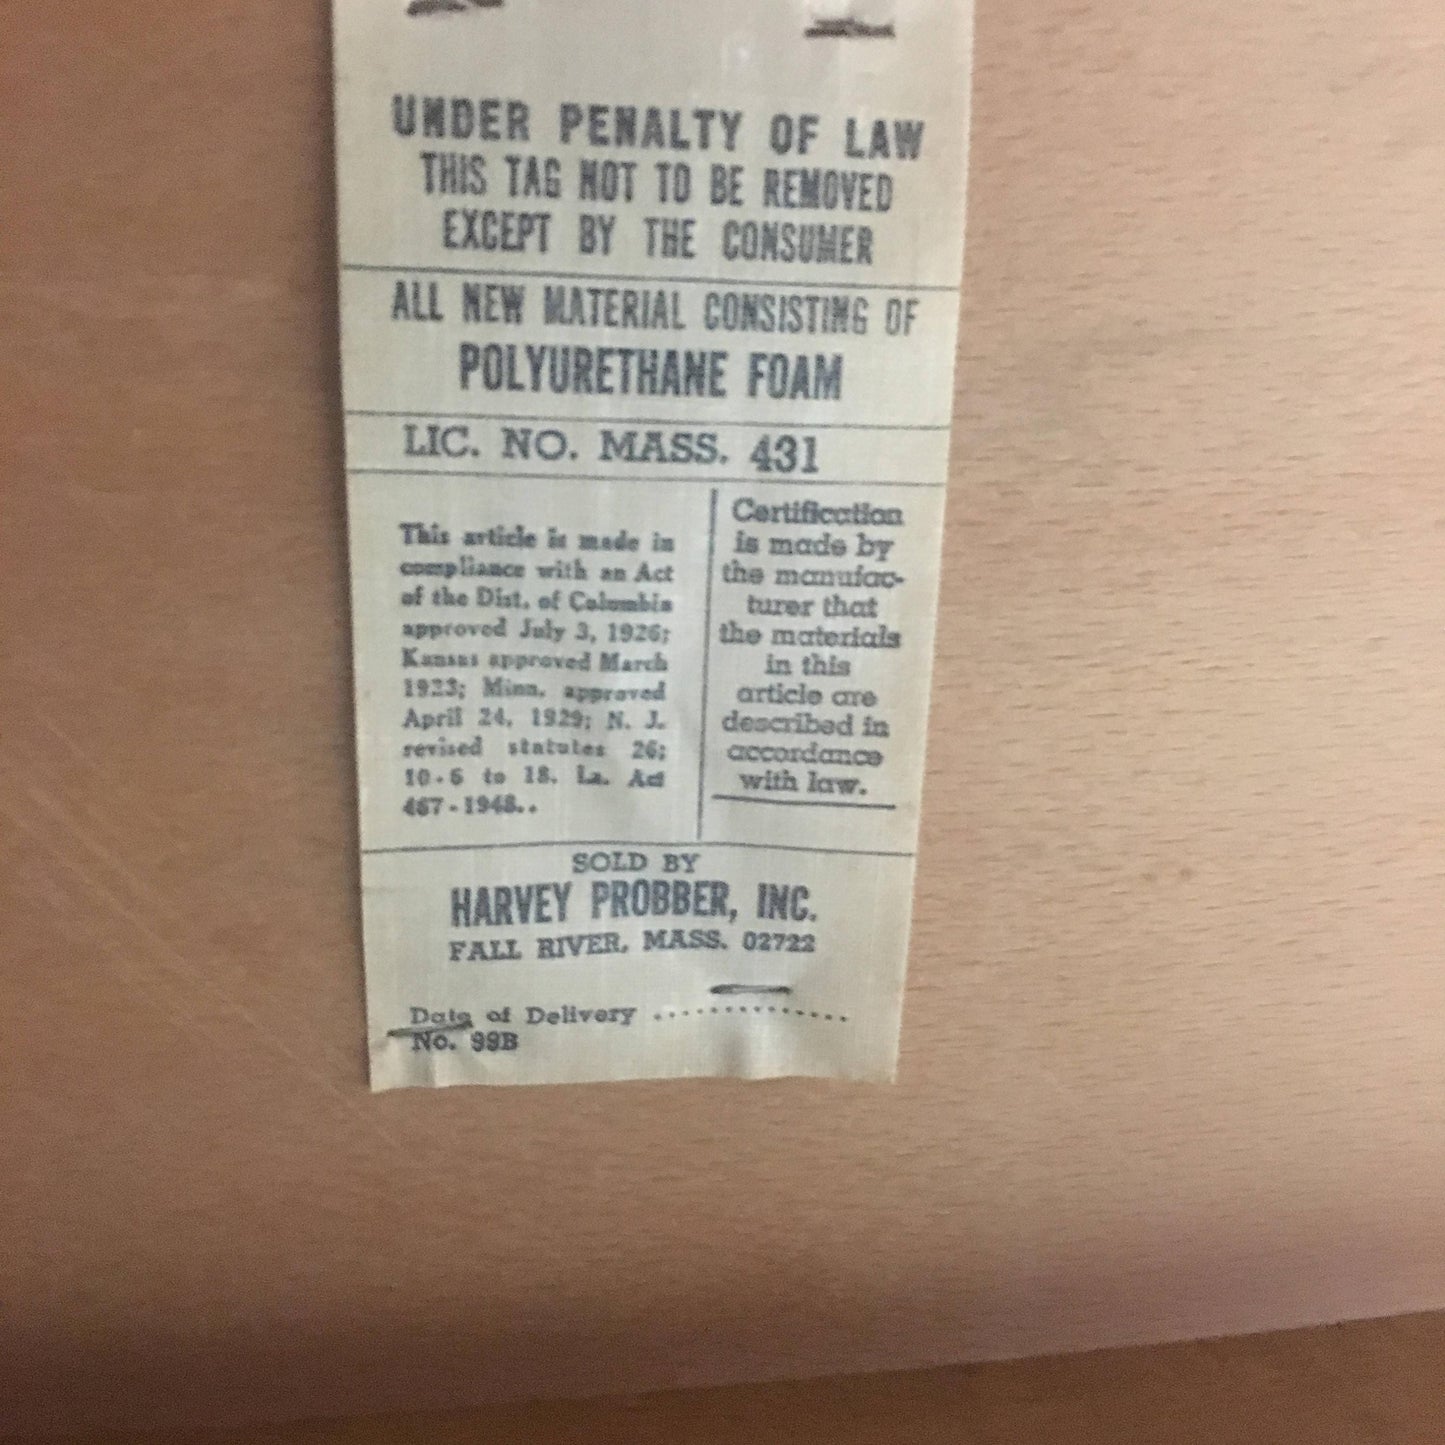 UNDER PENALTY OF LAW
THIS TAG NOT TO BE REMOVED
EXCEPT BY THE CONSUMER
ALL NEW MATERIAL CONSISTING OF
POLYURETHANE FOAM
LIC. NO. MASS. 431
This article is made in
compliance with an Act
of the Dist. of Columbia
approved July 3, 1926;
Kansas approved March
1923; Minn. approved
April 24, 1929; N. J.
revised statutes 26;
10-6 to 18. La. Act
467-1948..
Certification
is made by
the manufac-
turer that
the materials
in this
article are
described in
accordance
with law.
SOLD BY
HARVEY PROBBER, INC.
FALL RIVER, MASS. 02722
Date of Delivery ..............
No. 99B